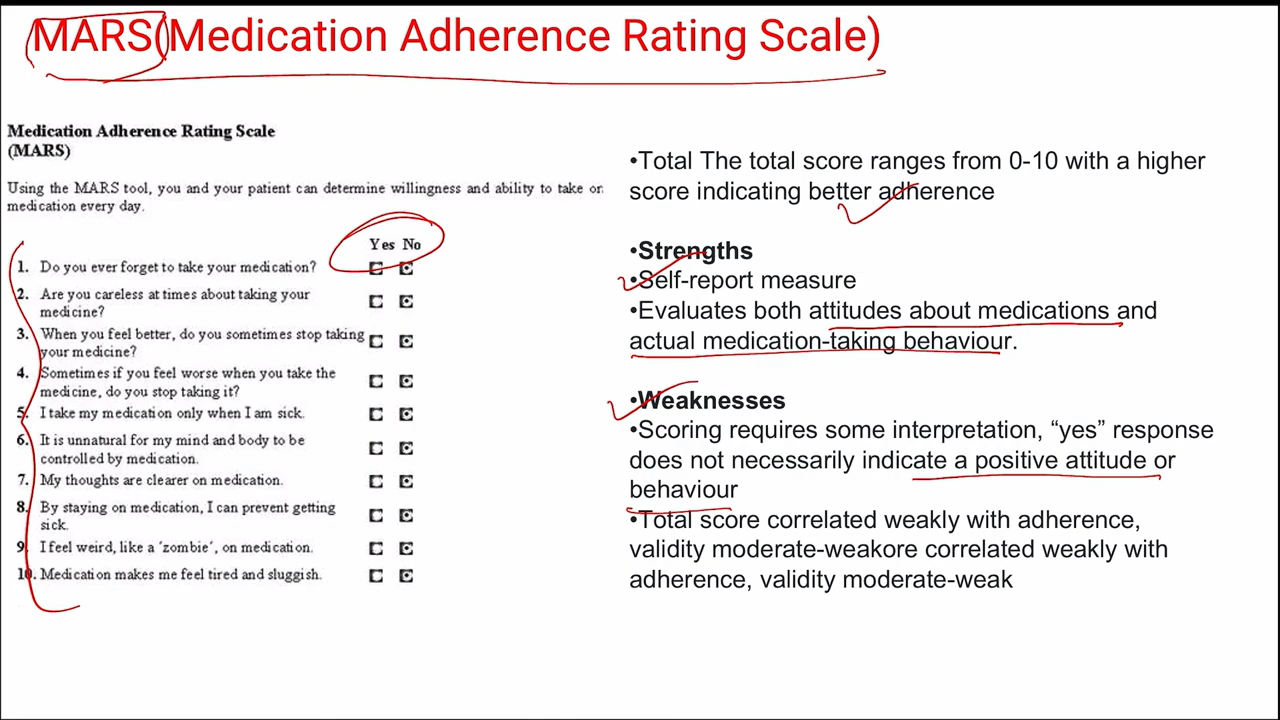 MARS(Medication Adherence Rating Scale)
Medication Adherence Rating Scale
(MARS)
Using the MARS tool, you and your patient can determine willingness and ability to take or
medication every day.
Yes No
1. Do you ever forget to take your medication?
2. Are you careless at times about taking your
medicine?
3. When you feel better, do you sometimes stop taking
your medicine?
4. Sometimes if you feel worse when you take the
medicine, do you stop taking it?
5. I take my medication only when I am sick.
6. It is unnatural for my mind and body to be
controlled by medication.
7. My thoughts are clearer on medication.
8. By staying on medication, I can prevent getting
sick.
9. I feel weird, like a ‘zombie’, on medication.
10. Medication makes me feel tired and sluggish.
•Total The total score ranges from 0-10 with a higher
score indicating better adherence
•Strengths
•Self-report measure
•Evaluates both attitudes about medications and
actual medication-taking behaviour.
•Weaknesses
•Scoring requires some interpretation, “yes” response
does not necessarily indicate a positive attitude or
behaviour
•Total score correlated weakly with adherence,
validity moderate-weakore correlated weakly with
adherence, validity moderate-weak